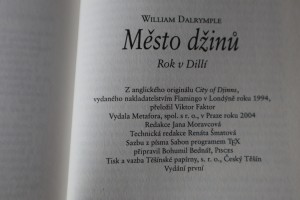 William Dalrymple
Město džinů
Rok v Dillí
Z anglického originálu City of Djinns,
vydaného nakladatelstvím Flamingo v Londýně roku 1994,
přeložil Viktor Faktor
Vydala Metafora, spol. s r. o., v Praze roku 2004
Redakce Jana Moravcová
Technická redakce Renáta Šmatová
Sazbu z písma Sabon programem TEX
připravil Bohumil Bednář, Poces
Tisk a vazba Těšínské papírny, s. r. o., Český Těšín
Vydání první